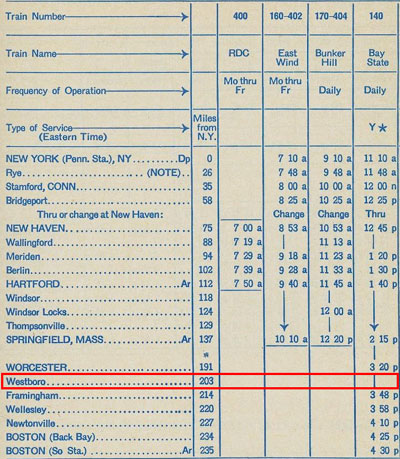 Train Number 400 160-402 170-404 140
Train Name RDC East Wind Bunker Hill Bay State
Frequency of Operation Mo thru Fr Mo thru Fr Daily Daily
Type of Service (Eastern Time) Miles from N.Y. Y ★
NEW YORK (Penn. Sta.), NY..........Dp 0 7 10 a 9 10 a 11 10 a
Rye..................(NOTE)... 26 7 48 a 9 48 a 11 48 a
Stamford, CONN.................. 35 8 00 a 10 00 a 12 00 n
Bridgeport....................... 58 8 25 a 10 25 a 12 25 p
Thru or change at New Haven: Change Change Thru
NEW HAVEN....................... 75 7 00 a 8 53 a 10 53 a 12 45 p
Wallingford....................... 88 7 19 a 11 13 a
Meriden.......................... 94 7 29 a 9 18 a 11 23 a 1 20 p
Berlin............................ 102 7 39 a 9 28 a 11 33 a 1 30 p
HARTFORD.......................Ar 112 7 50 a 9 40 a 11 45 a 1 40 p
Windsor.......................... 118
Windsor Locks.................... 124 12 00 a
Thompsonville.................... 129
SPRINGFIELD, MASS...............Ar 137 10 10 a 12 20 p 2 15 p
WORCESTER...................... 191 3 20 p
Westboro......................... 203
Framingham...................... 214 3 48 p
Wellesley......................... 220 3 58 p
Newtonville....................... 227 4 10 p
BOSTON (Back Bay)............... 234 4 25 p
BOSTON (So Sta.)................Ar 235 4 30 p